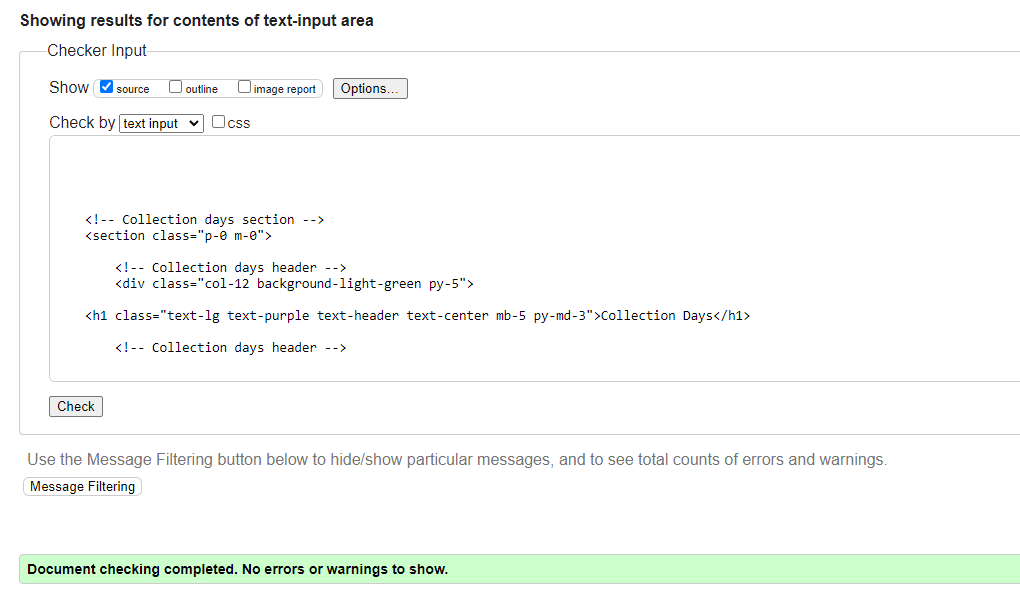 Showing results for contents of text-input area
Checker Input
Show source outline image report Options...
Check by text input css
<!-- Collection days section -->
<section class="p-0 m-0">
<!-- Collection days header -->
<div class="col-12 background-light-green py-5">
<h1 class="text-lg text-purple text-header text-center mb-5 py-md-3">Collection Days</h1>
<!-- Collection days header -->
Check
Use the Message Filtering button below to hide/show particular messages, and to see total counts of errors and warnings.
Message Filtering
Document checking completed. No errors or warnings to show.